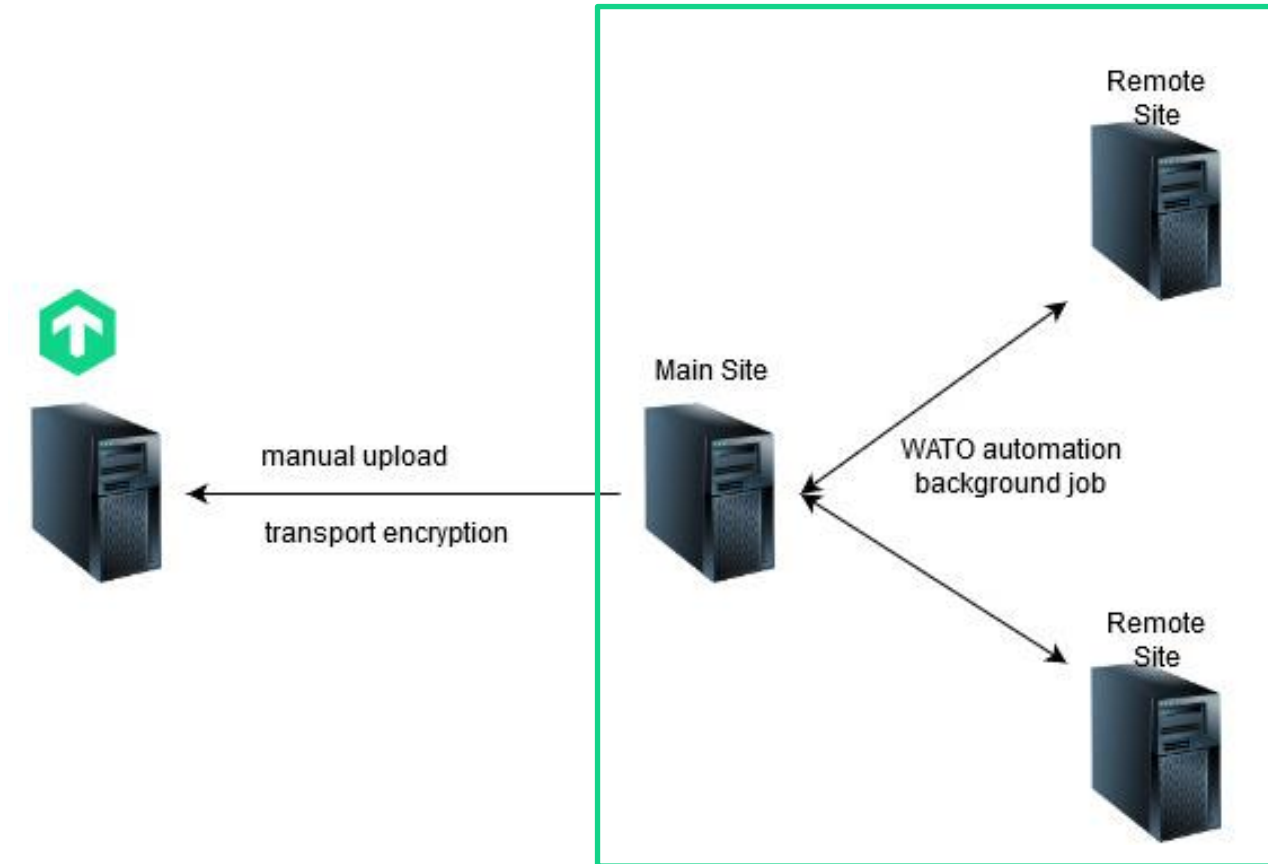 Remote
Site
Main Site
manual upload
transport encryption
WATO automation
background job
Remote
Site